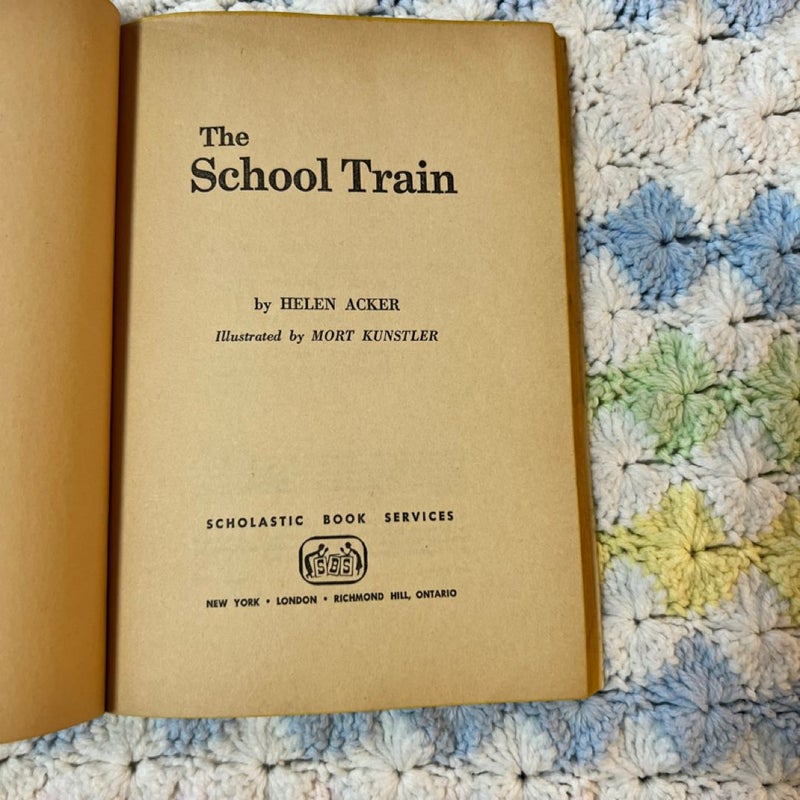 The
School Train
by HELEN ACKER
Illustrated by MORT KUNSTLER
SCHOLASTIC BOOK SERVICES
SBS
NEW YORK • LONDON • RICHMOND HILL, ONTARIO